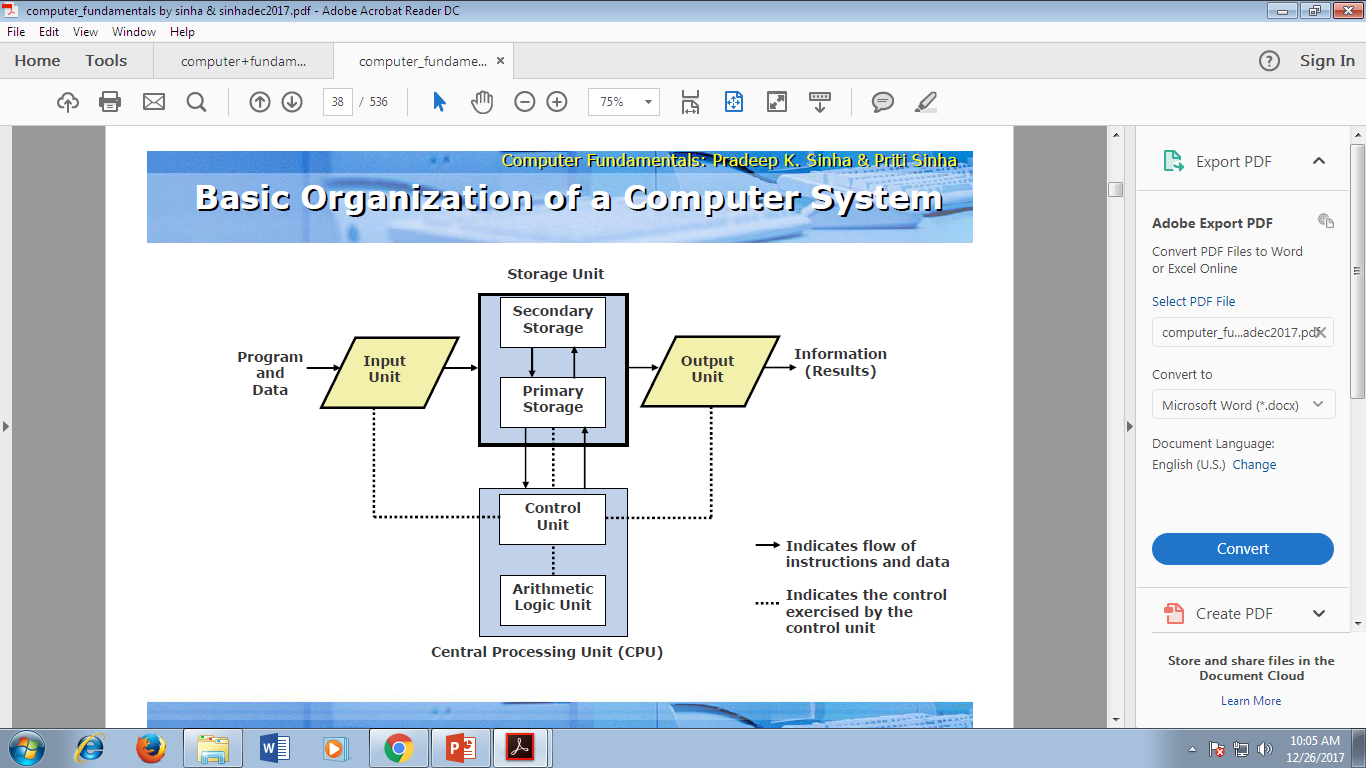 computer_fundamentals by sinha & sinhadec2017.pdf - Adobe Acrobat Reader DC
File Edit View Window Help
Home Tools computer+fundam... computer_fundame... × Sign In
38 / 536 75%
Computer Fundamentals: Pradeep K. Sinha & Priti Sinha
Basic Organization of a Computer System
Storage Unit
Secondary
Storage
Program
and
Data
Input
Unit
Primary
Storage
Output
Unit
Information
(Results)
Control
Unit
Arithmetic
Logic Unit
Central Processing Unit (CPU)
Indicates flow of
instructions and data
Indicates the control
exercised by the
control unit
Export PDF
Adobe Export PDF
Convert PDF Files to Word
or Excel Online
Select PDF File
computer_fu...adec2017.pdf
Convert to
Microsoft Word (*.docx)
Document Language:
English (U.S.) Change
Convert
Create PDF
Store and share files in the
Document Cloud
Learn More
10:05 AM
12/26/2017